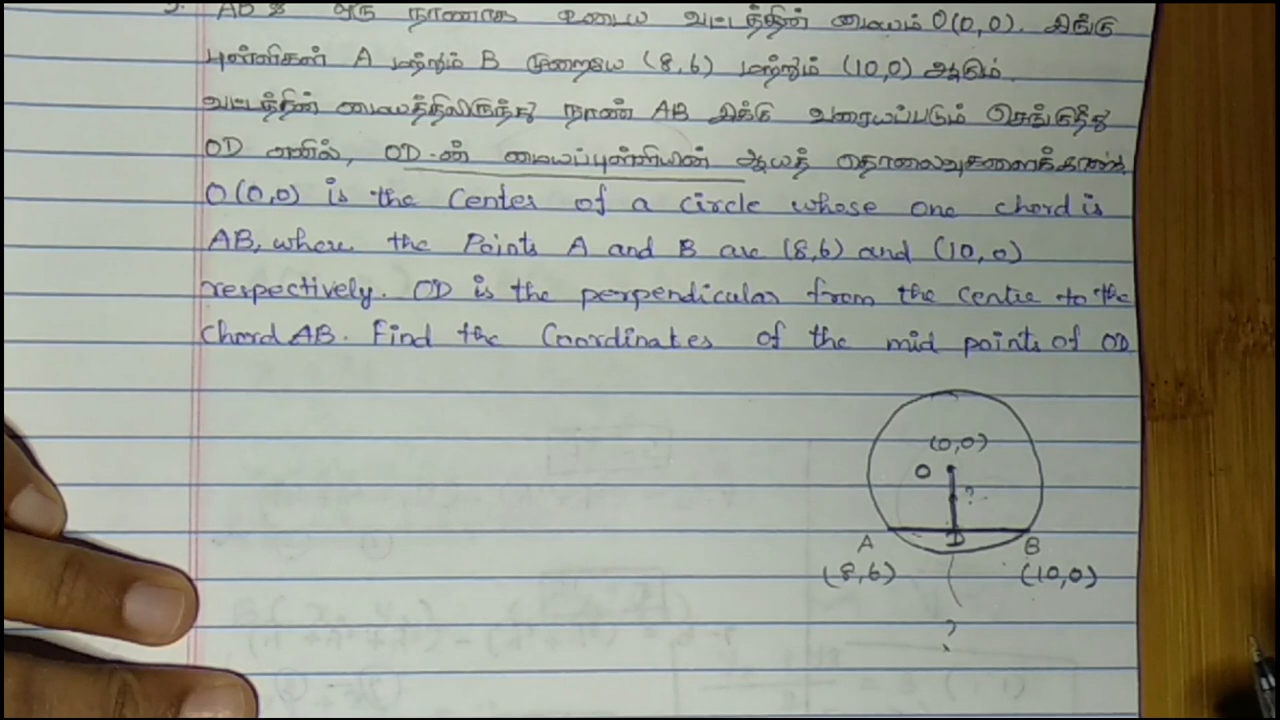 AB ஐ ஒரு நாணாக உடைய வட்டத்தின் மையம் O(0,0). இங்கு
புள்ளிகள் A மற்றும் B முறையே (8,6) மற்றும் (10,0) ஆகும்.
வட்டத்தின் மையத்திலிருந்து நாண் AB இக்கு வரையப்படும் செங்குத்து
OD எனில், OD-ன் மையப்புள்ளியின் ஆயத் தொலைவுகளைக்காண்க
O(0,0) is the center of a circle whose one chord is
AB, where the Points A and B are (8,6) and (10,0)
respectively. OD is the perpendicular from the centre to the
Chord AB. Find the Coordinates of the mid points of OD
(0,0)
O
?
A D B
(8,6) (10,0)
?